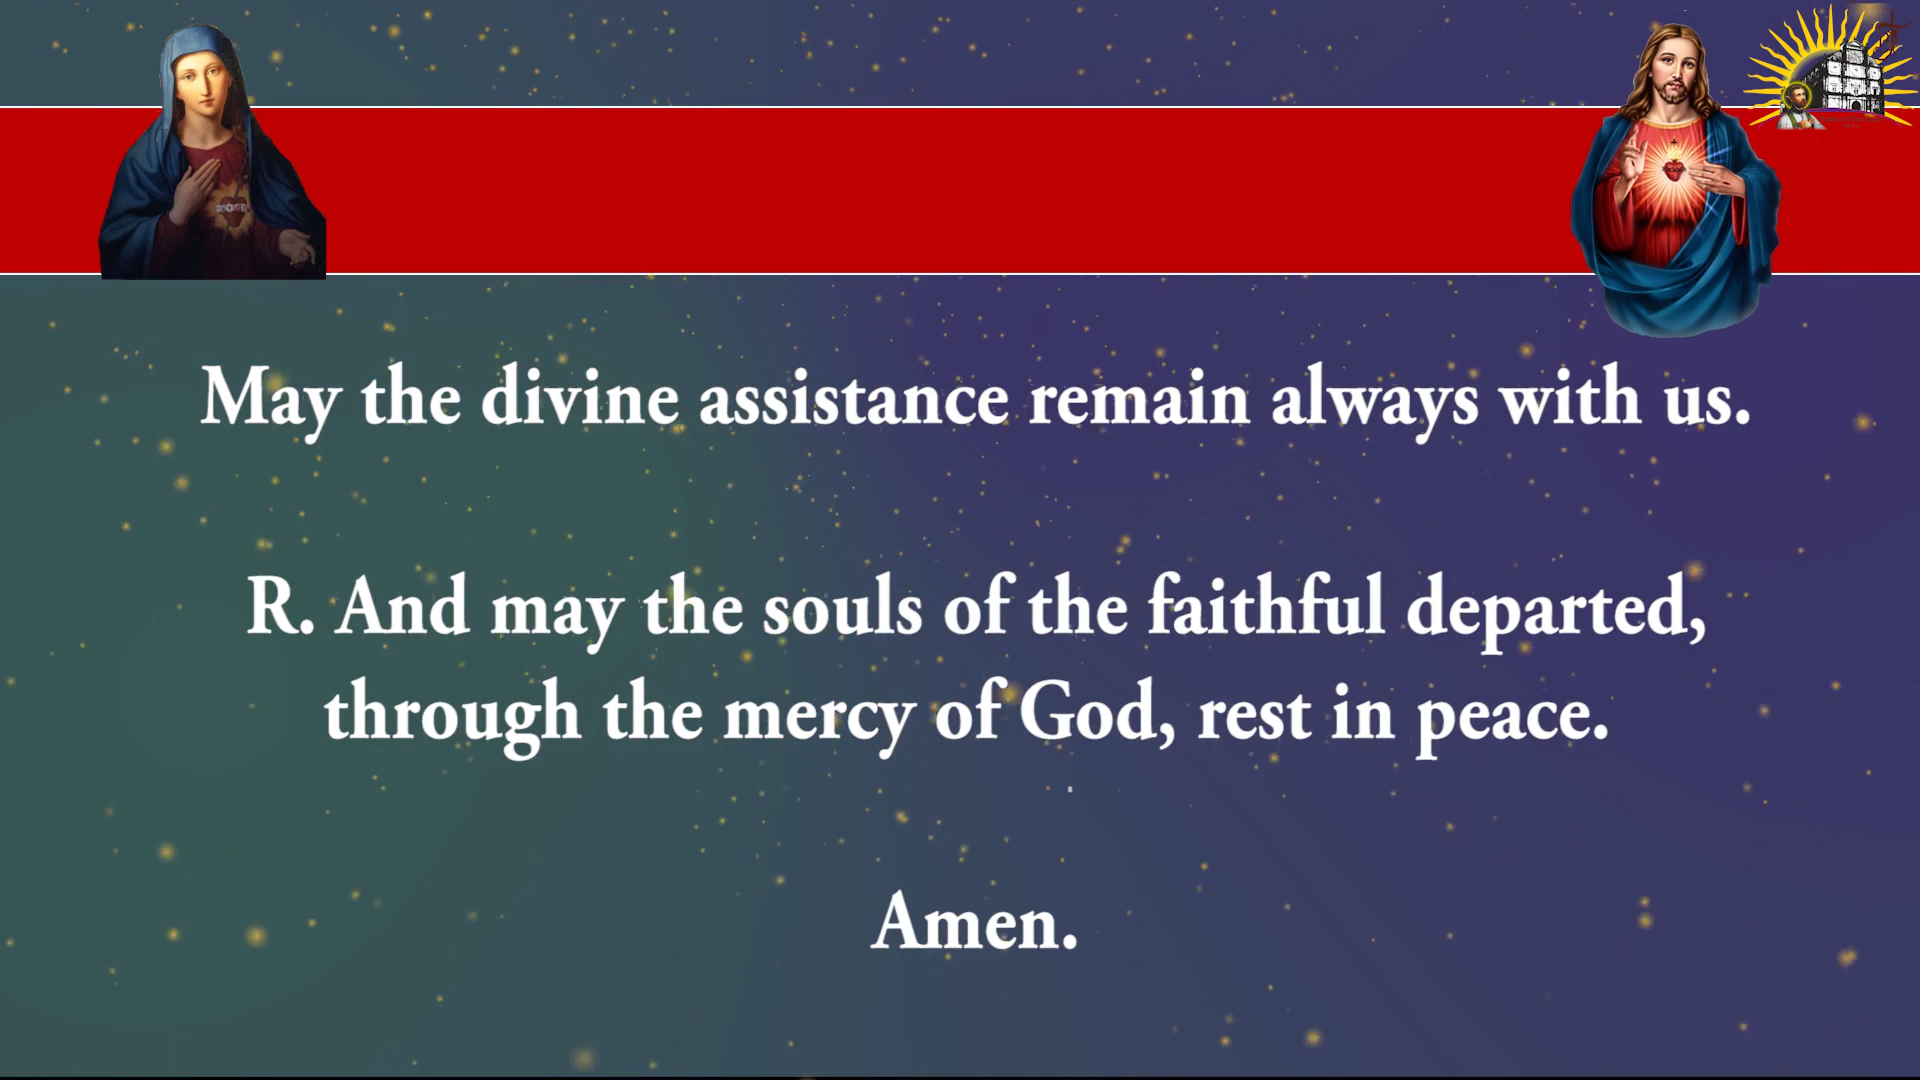 May the divine assistance remain always with us.
R. And may the souls of the faithful departed,
through the mercy of God, rest in peace.
Amen.